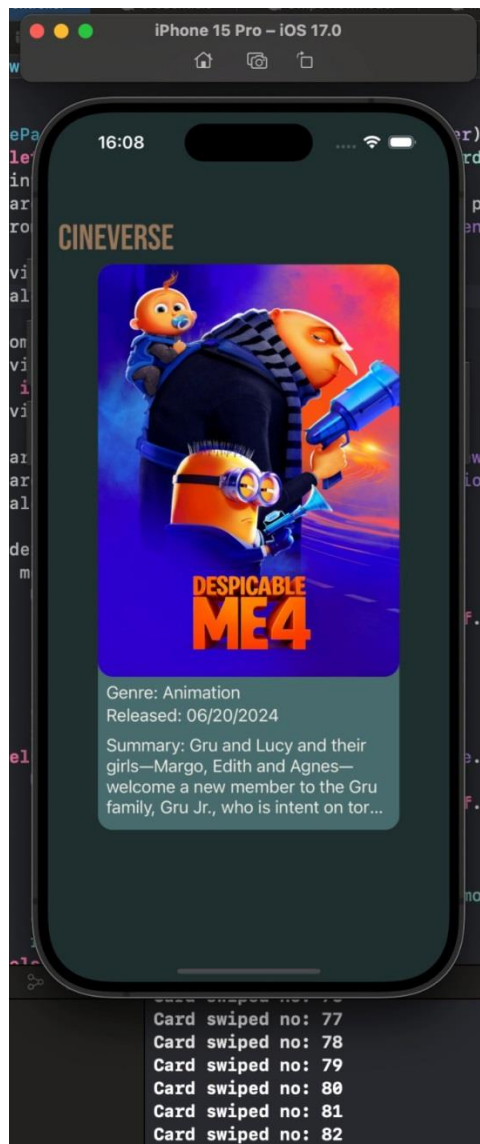 iPhone 15 Pro – iOS 17.0
16:08
CINEVERSE
DESPICABLE
ME4
Genre: Animation
Released: 06/20/2024
Summary: Gru and Lucy and their
girls—Margo, Edith and Agnes—
welcome a new member to the Gru
family, Gru Jr., who is intent on tor...
Card swiped no: 77
Card swiped no: 78
Card swiped no: 79
Card swiped no: 80
Card swiped no: 81
Card swiped no: 82